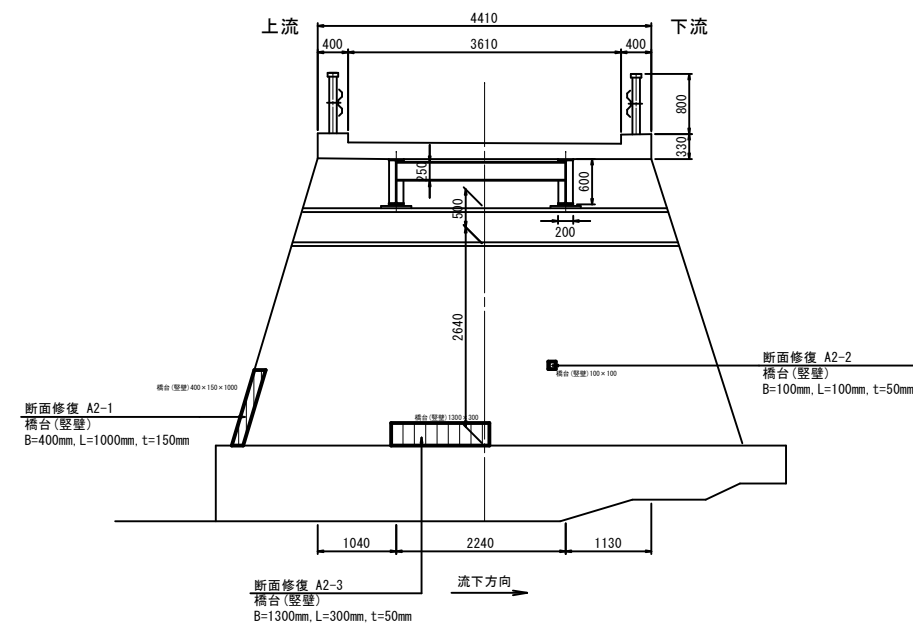 4410
上流
下流
400
3610
400
800
330
250
600
500
200
2640
断面修復 A2-2
橋台(竪壁)
B=100mm, L=100mm, t=50mm
橋台(竪壁)100×100
橋台(竪壁)400×150×1000
断面修復 A2-1
橋台(竪壁)
B=400mm, L=1000mm, t=150mm
橋台(竪壁)1300×300
1040
2240
1130
断面修復 A2-3
橋台(竪壁)
B=1300mm, L=300mm, t=50mm
流下方向